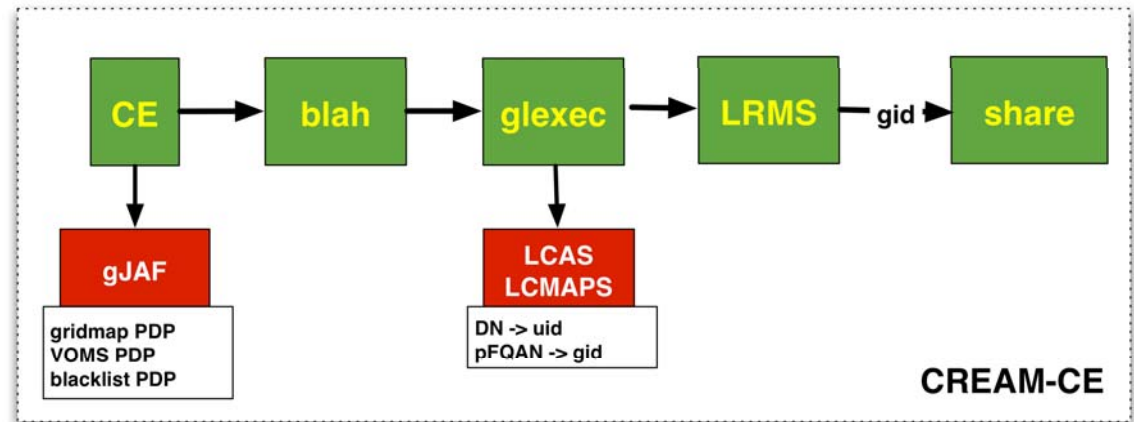 CE
blah
glexec
LRMS
gid
share
gJAF
LCAS
LCMAPS
gridmap PDP
VOMS PDP
blacklist PDP
DN -> uid
pFQAN -> gid
CREAM-CE